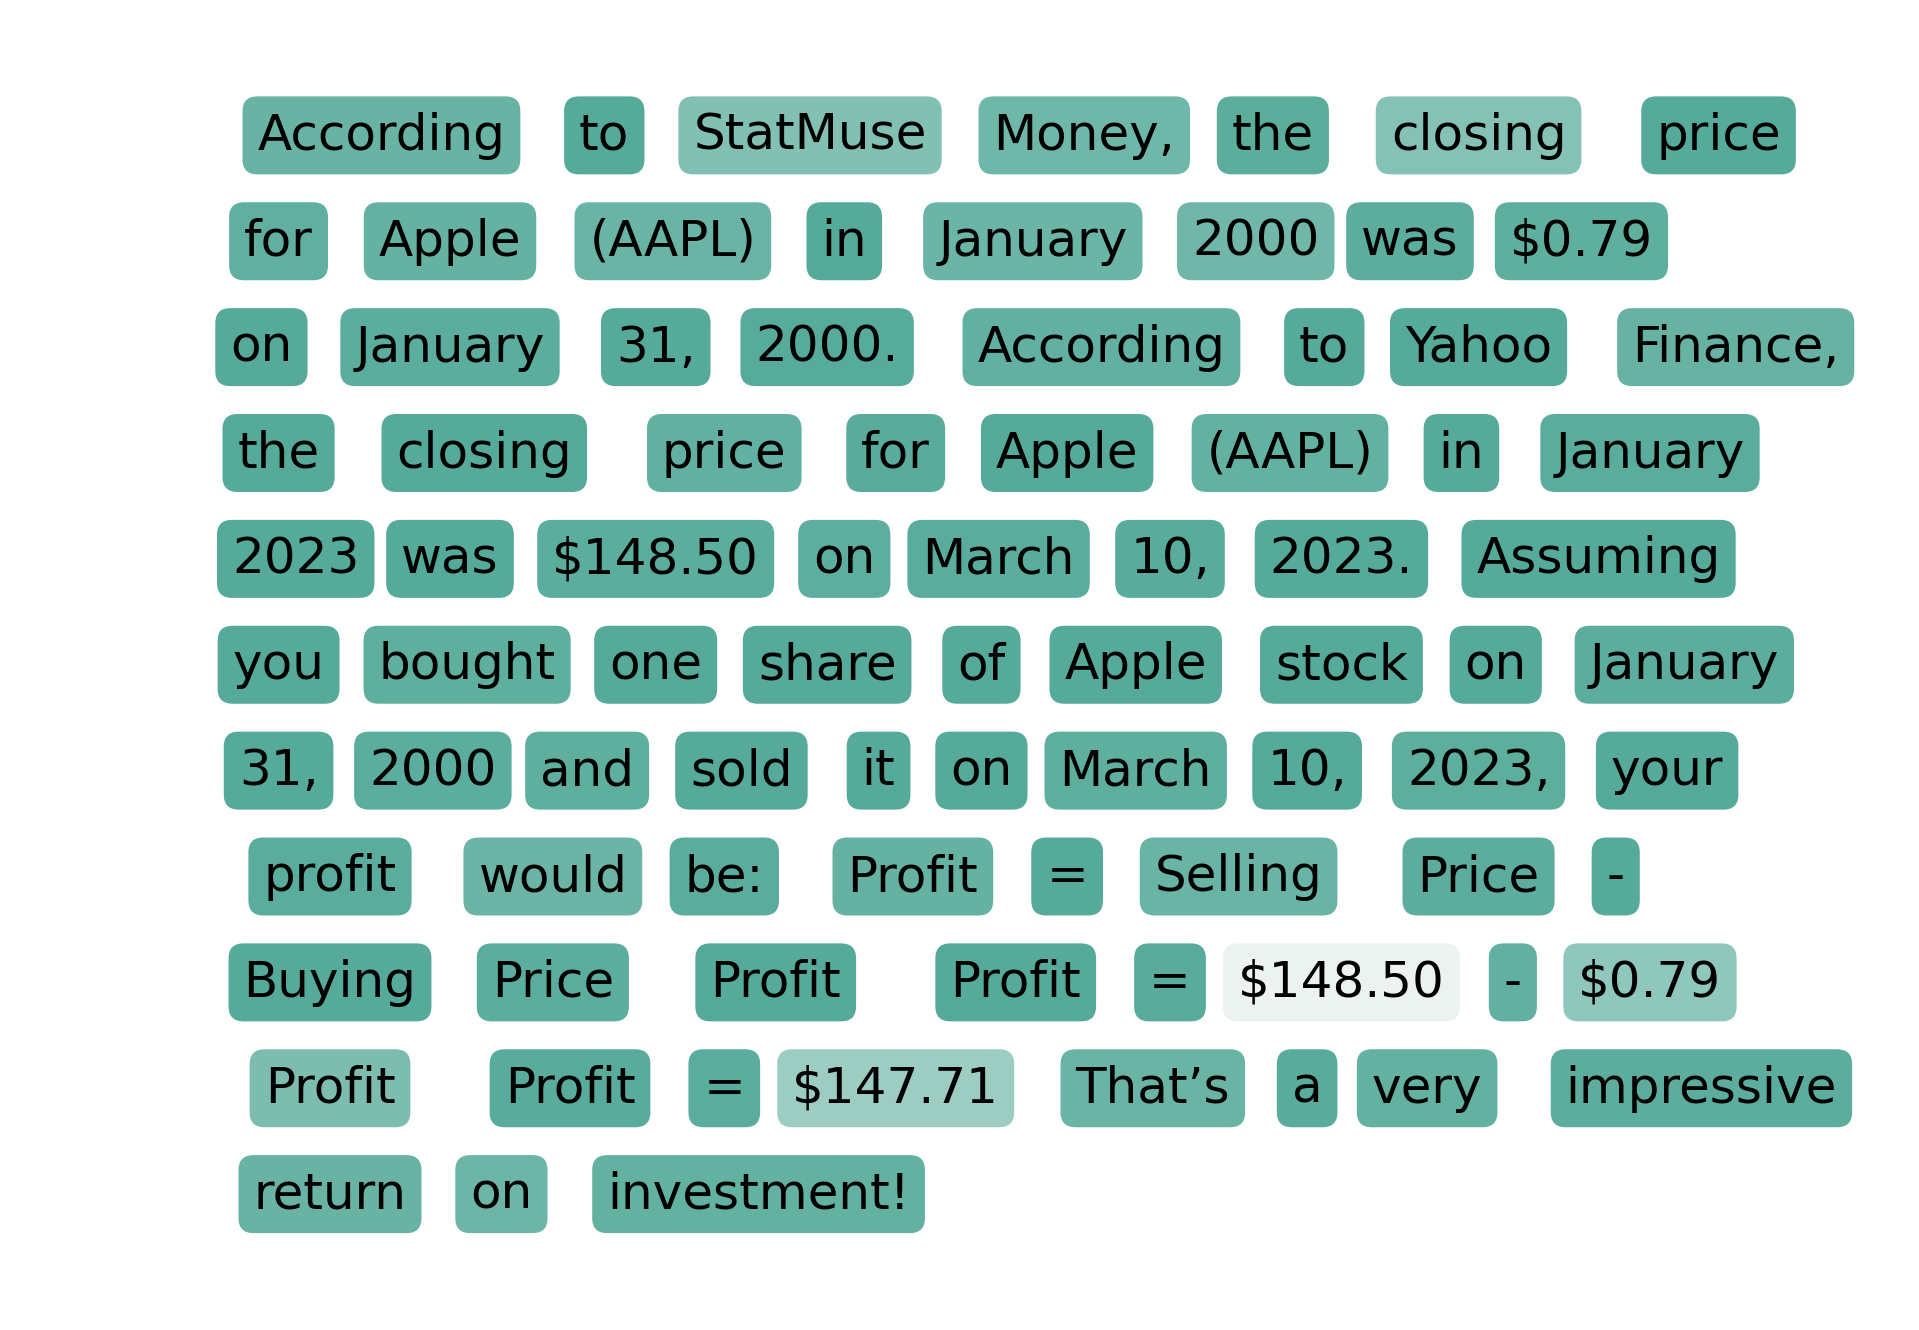 According to StatMuse Money, the closing price
for Apple (AAPL) in January 2000 was $0.79
on January 31, 2000. According to Yahoo Finance,
the closing price for Apple (AAPL) in January
2023 was $148.50 on March 10, 2023. Assuming
you bought one share of Apple stock on January
31, 2000 and sold it on March 10, 2023, your
profit would be: Profit = Selling Price -
Buying Price Profit Profit = $148.50 - $0.79
Profit Profit = $147.71 That’s a very impressive
return on investment!